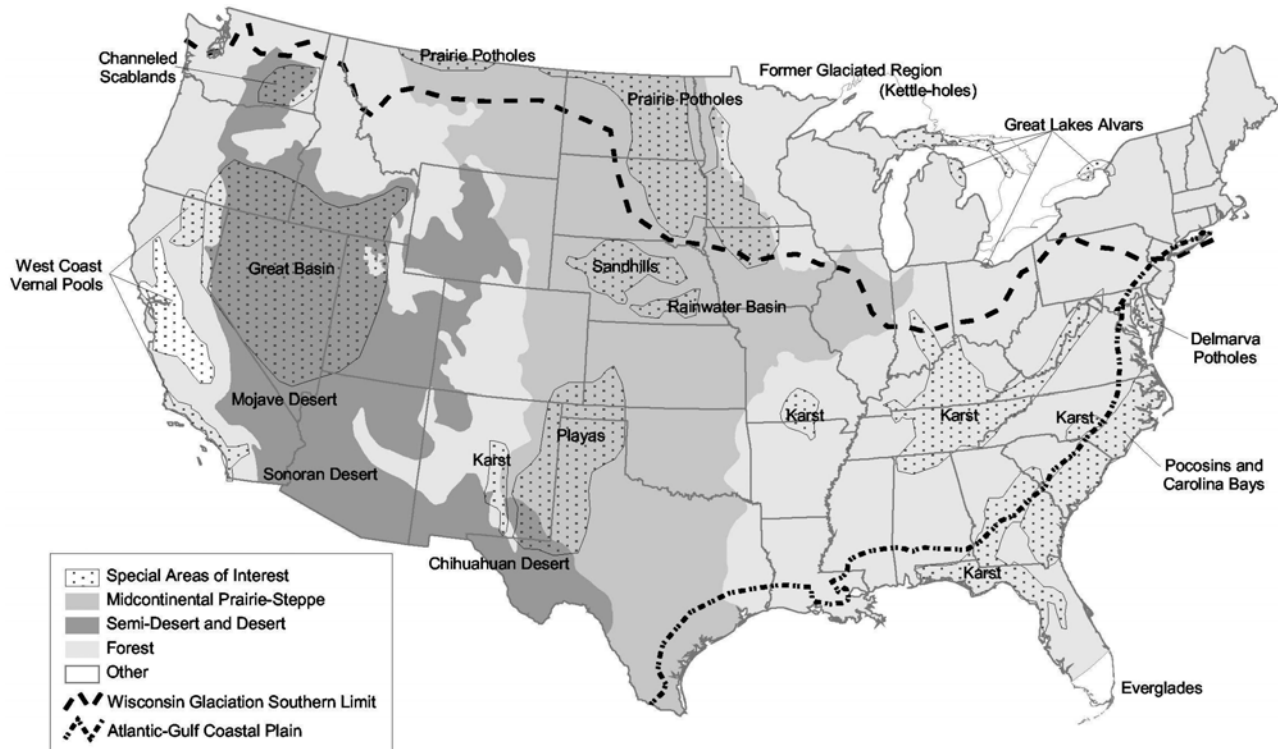 Channeled
Scablands
Prairie Potholes
Former Glaciated Region
(Kettle-holes)
Prairie Potholes
Great Lakes Alvars
West Coast
Vernal Pools
Great Basin
Sandhills
Rainwater Basin
Delmarva
Potholes
Mojave Desert
Karst
Karst
Karst
Playas
Karst
Sonoran Desert
Pocosins and
Carolina Bays
Chihuahuan Desert
Karst
Everglades
Special Areas of Interest
Midcontinental Prairie-Steppe
Semi-Desert and Desert
Forest
Other
Wisconsin Glaciation Southern Limit
Atlantic-Gulf Coastal Plain